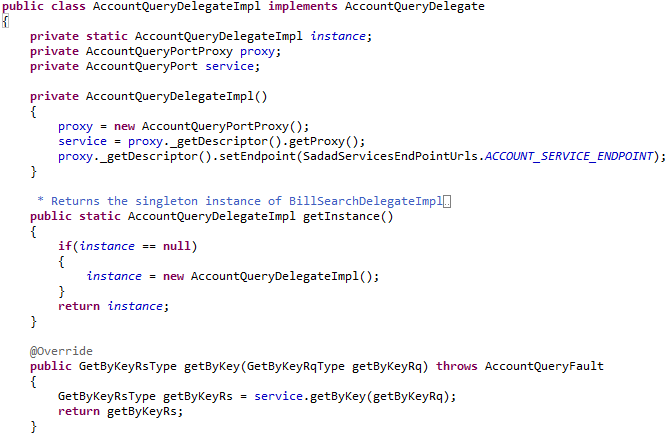 public class AccountQueryDelegateImpl implements AccountQueryDelegate
{
    private static AccountQueryDelegateImpl instance;
    private AccountQueryPortProxy proxy;
    private AccountQueryPort service;

    private AccountQueryDelegateImpl()
    {
        proxy = new AccountQueryPortProxy();
        service = proxy._getDescriptor().getProxy();
        proxy._getDescriptor().setEndpoint(SadadServicesEndPointUrls.ACCOUNT_SERVICE_ENDPOINT);
    }

     * Returns the singleton instance of BillSearchDelegateImpl..
    public static AccountQueryDelegateImpl getInstance()
    {
        if(instance == null)
        {
            instance = new AccountQueryDelegateImpl();
        }
        return instance;
    }

    @Override
    public GetByKeyRsType getByKey(GetByKeyRqType getByKeyRq) throws AccountQueryFault
    {
        GetByKeyRsType getByKeyRs = service.getByKey(getByKeyRq);
        return getByKeyRs;
    }